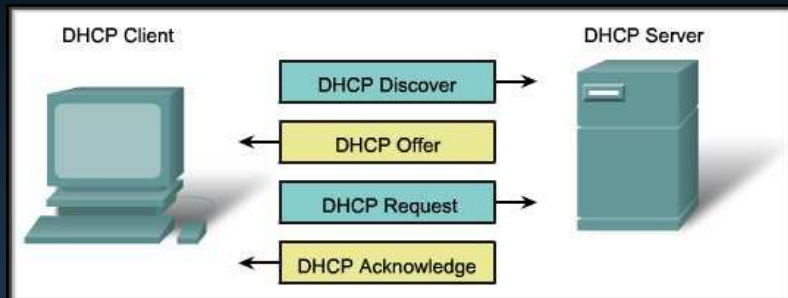 DHCP Client
DHCP Server
DHCP Discover
DHCP Offer
DHCP Request
DHCP Acknowledge